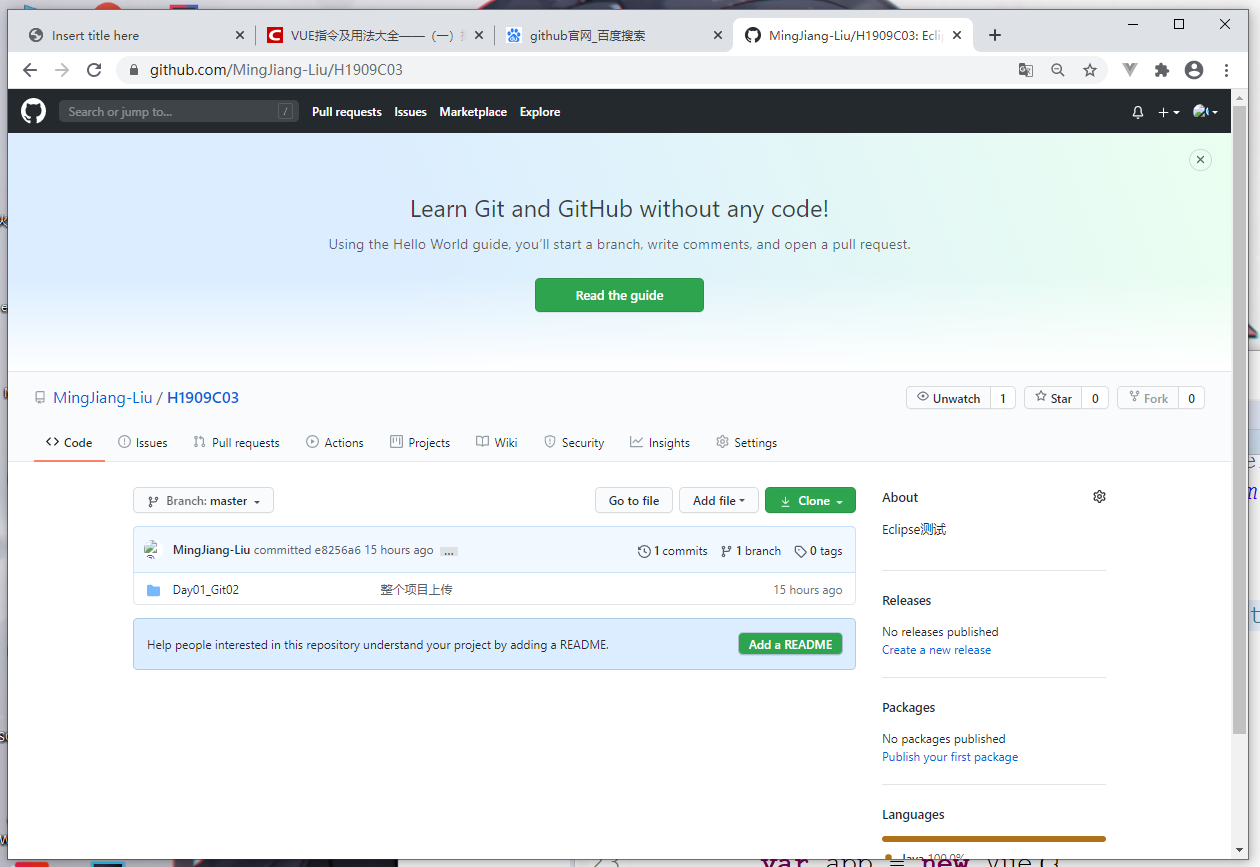 Insert title here
VUE指令及用法大全——（一）
github官网_百度搜索
MingJiang-Liu/H1909C03: Ecli
github.com/MingJiang-Liu/H1909C03
Search or jump to...
/
Pull requests Issues Marketplace Explore
Learn Git and GitHub without any code!
Using the Hello World guide, you’ll start a branch, write comments, and open a pull request.
Read the guide
MingJiang-Liu / H1909C03
Unwatch 1
Star 0
Fork 0
Code Issues Pull requests Actions Projects Wiki Security Insights Settings
Branch: master
Go to file
Add file
Clone
MingJiang-Liu committed e8256a6 15 hours ago ...
1 commits 1 branch 0 tags
Day01_Git02 整个项目上传 15 hours ago
Help people interested in this repository understand your project by adding a README.
Add a README
About
Eclipse测试
Releases
No releases published
Create a new release
Packages
No packages published
Publish your first package
Languages
Java 100.0%
23 var app = new Vue({